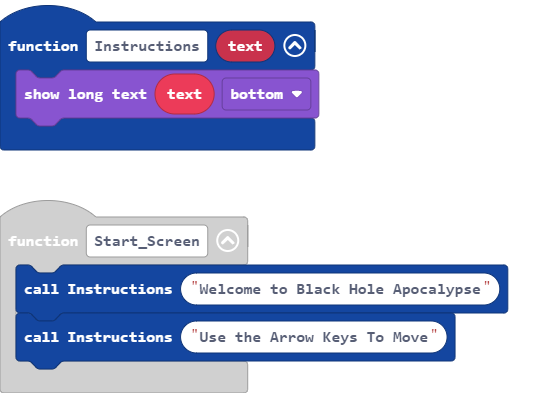 function Instructions text
show long text text bottom
function Start_Screen
call Instructions "Welcome to Black Hole Apocalypse"
call Instructions "Use the Arrow Keys To Move"